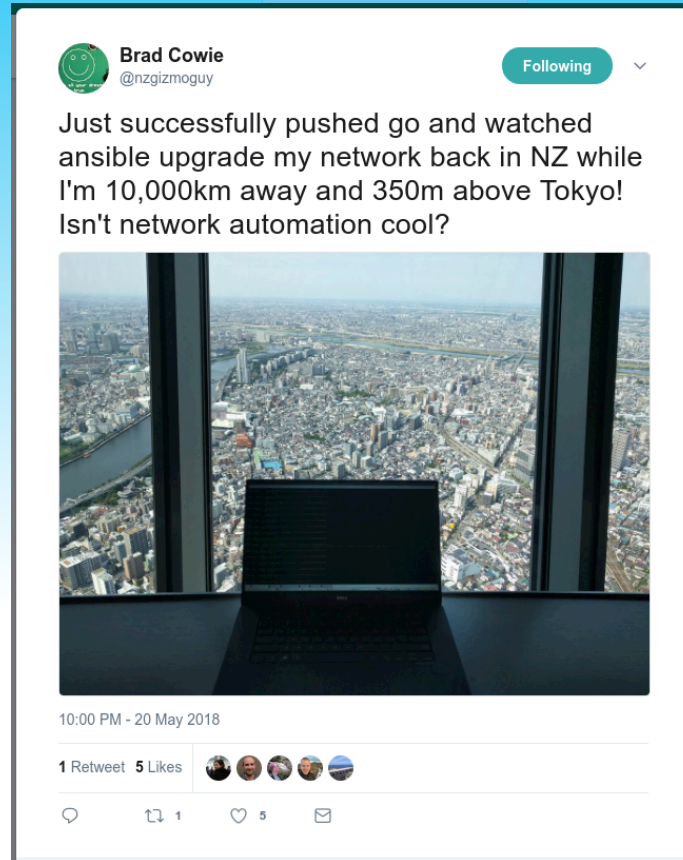 Brad Cowie
@nzgizmoguy
Following
Just successfully pushed go and watched
ansible upgrade my network back in NZ while
I'm 10,000km away and 350m above Tokyo!
Isn't network automation cool?
DELL
10:00 PM - 20 May 2018
1 Retweet 5 Likes
1 5